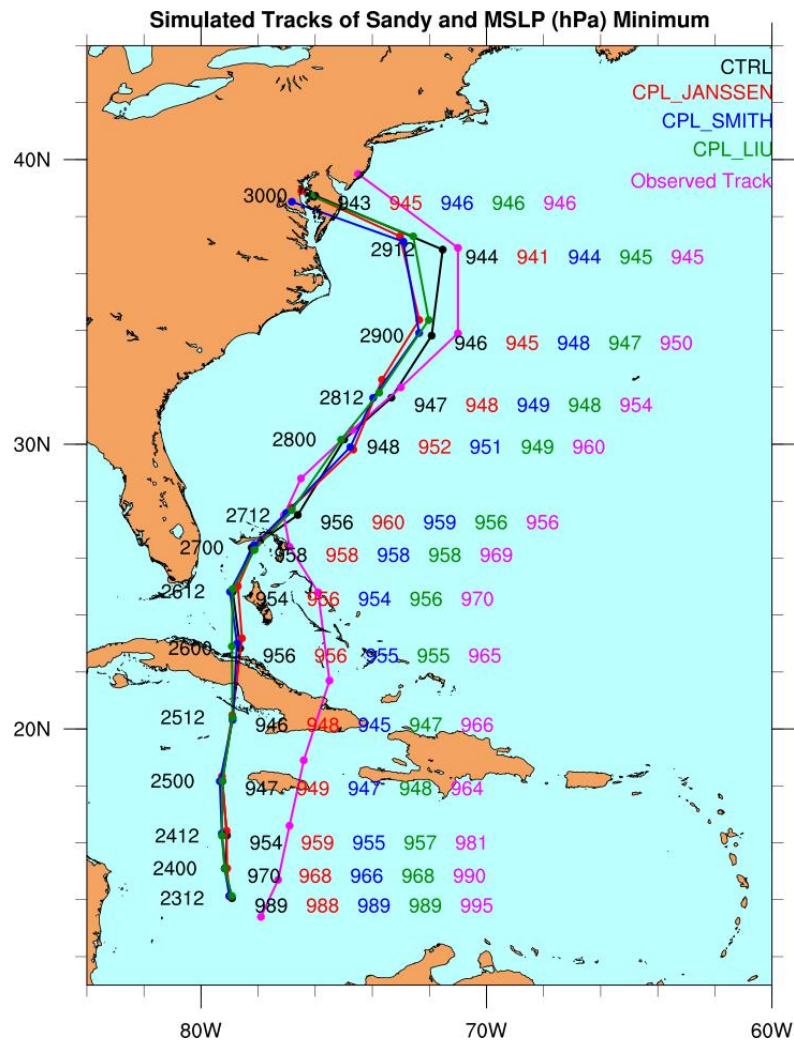 Simulated Tracks of Sandy and MSLP (hPa) Minimum
CTRL
CPL_JANSSEN
CPL_SMITH
CPL_LIU
Observed Track
40N
3000 943 945 946 946 946
2912 944 941 944 945 945
2900 946 945 948 947 950
2812 947 948 949 948 954
30N 2800 948 952 951 949 960
2712 956 960 959 956 956
2700 958 958 958 958 969
2612 954 956 954 956 970
2600 956 956 955 955 965
20N 2512 946 948 945 947 966
2500 947 949 947 948 964
2412 954 959 955 957 981
2400 970 968 966 968 990
2312 989 988 989 989 995
80W 70W 60W